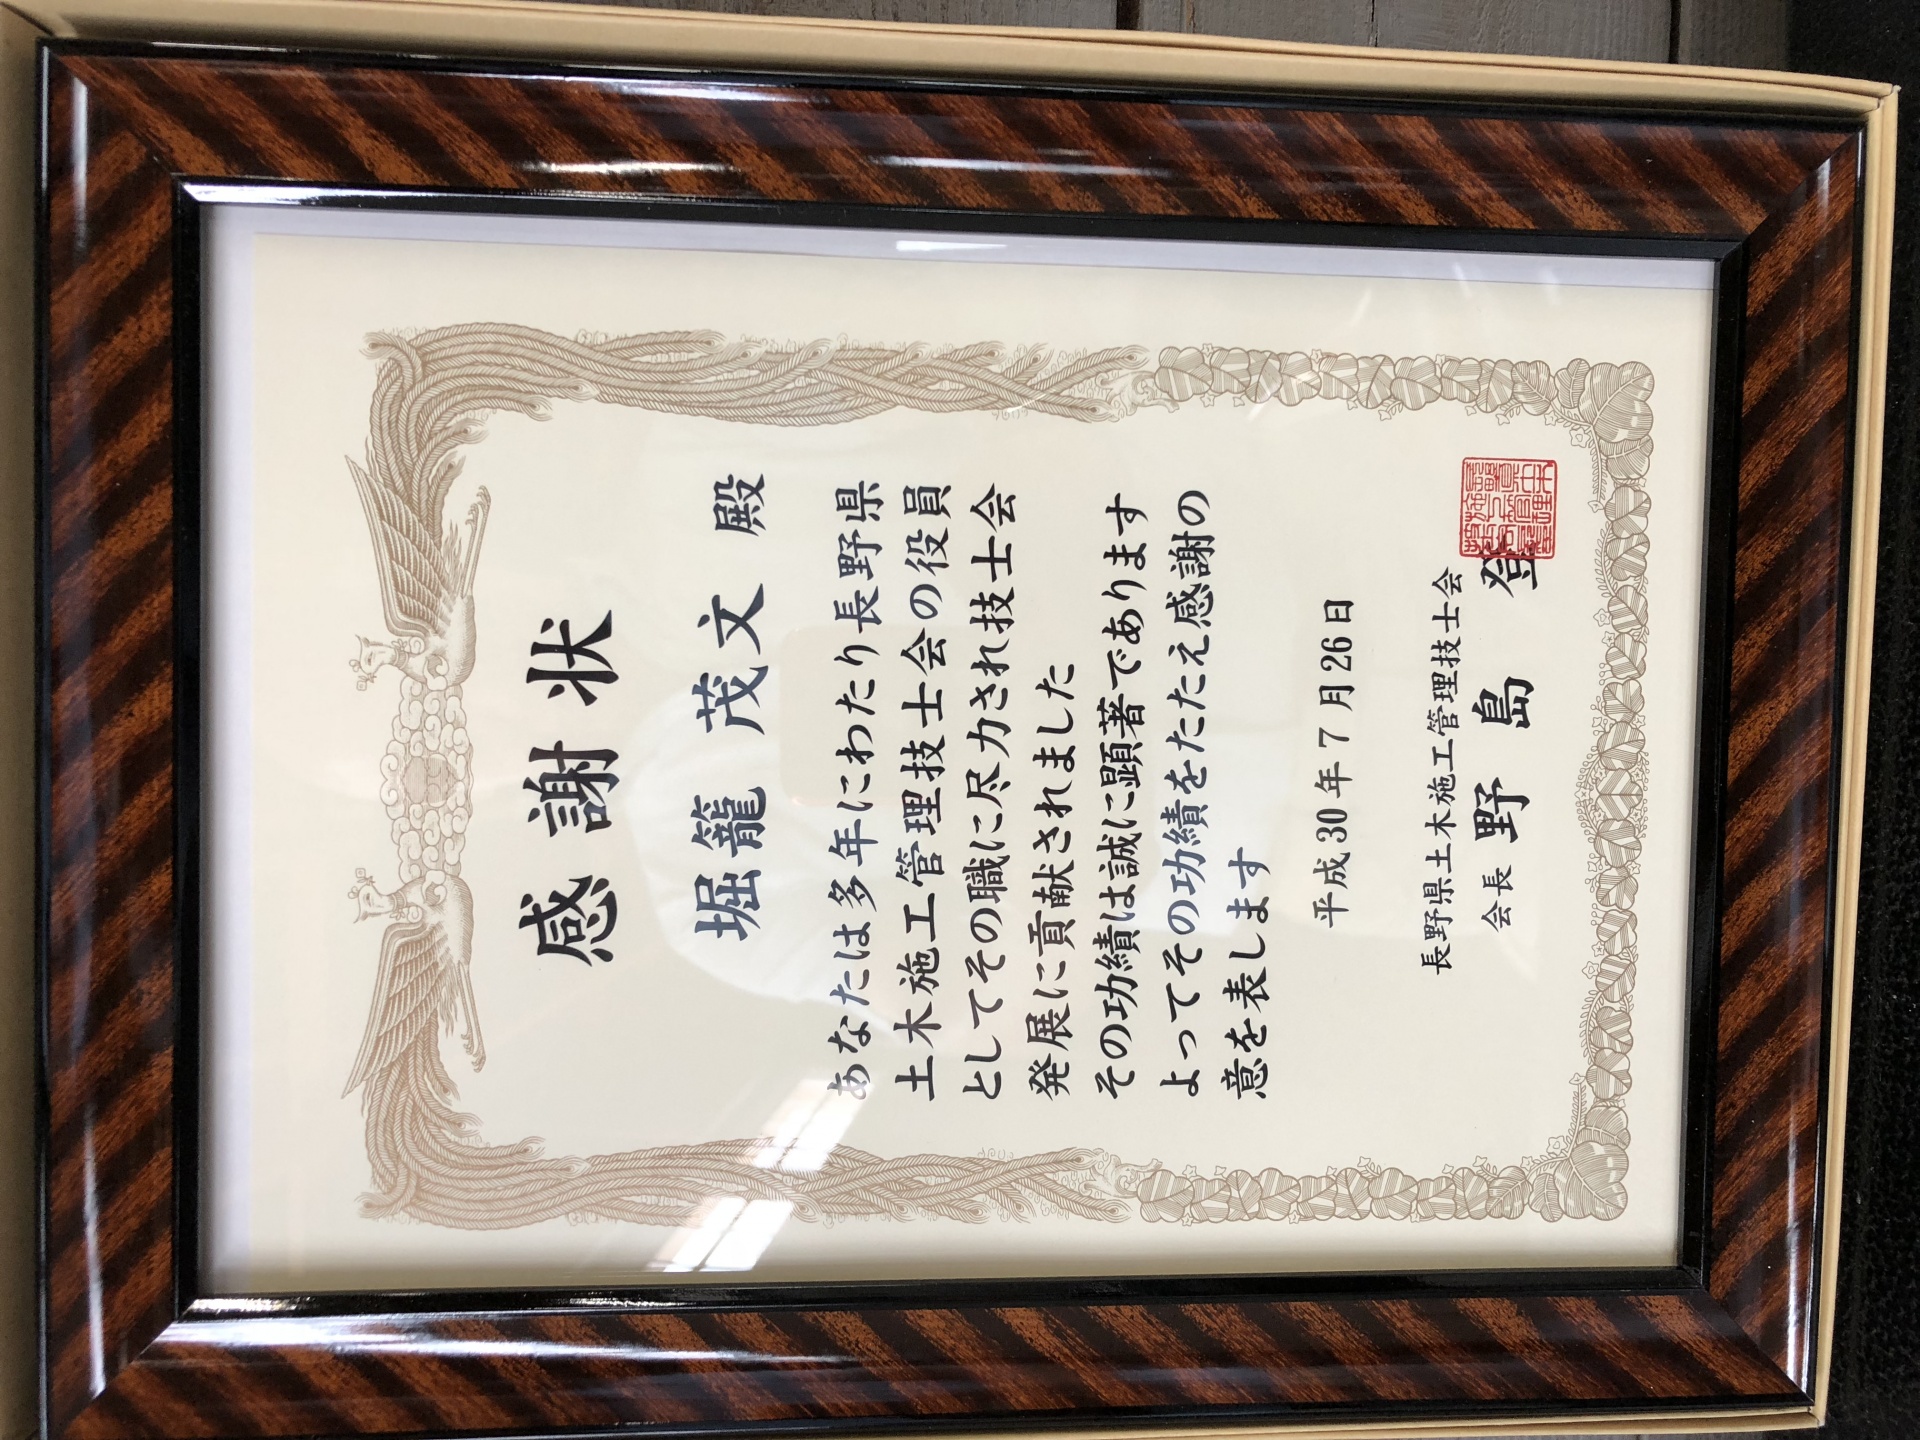 感謝状
堀籠 茂文 殿
あなたは多年にわたり長野県
土木施工管理技士会の役員
としてその職に尽力され技士会
発展に貢献されました
その功績は誠に顕著であります
よってその功績をたたえ感謝の
意を表します
平成30年7月26日
長野県土木施工管理技士会
会長 野島 登